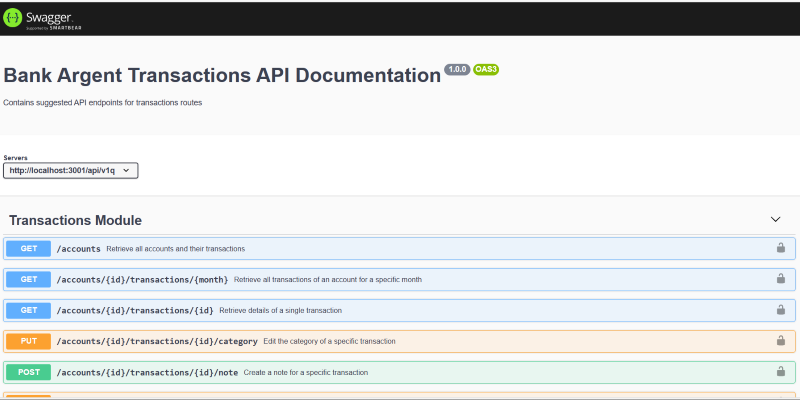 Swagger.
Supported by SMARTBEAR
Bank Argent Transactions API Documentation 1.0.0 OAS3
Contains suggested API endpoints for transactions routes
Servers
http://localhost:3001/api/v1q
Transactions Module
GET /accounts Retrieve all accounts and their transactions
GET /accounts/{id}/transactions/{month} Retrieve all transactions of an account for a specific month
GET /accounts/{id}/transactions/{id} Retrieve details of a single transaction
PUT /accounts/{id}/transactions/{id}/category Edit the category of a specific transaction
POST /accounts/{id}/transactions/{id}/note Create a note for a specific transaction